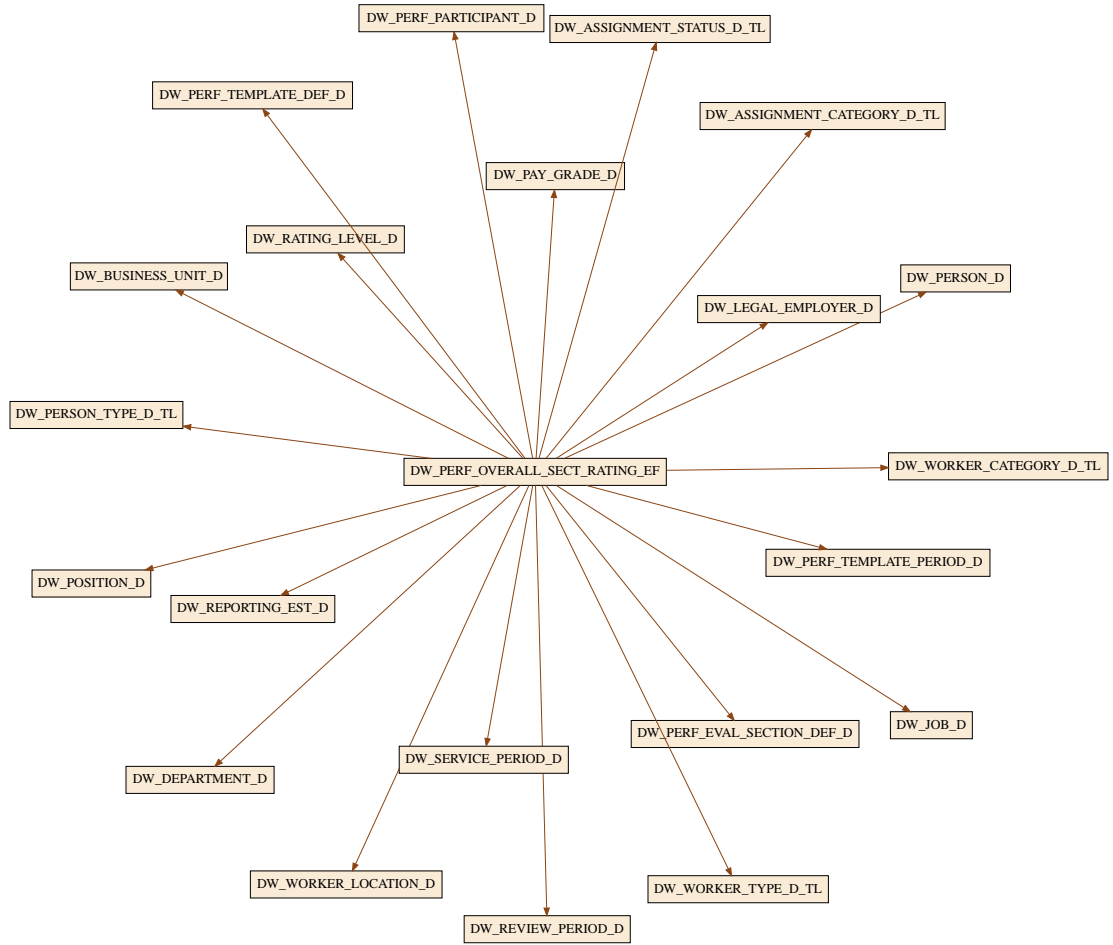 DW_PERF_PARTICIPANT_D
DW_ASSIGNMENT_STATUS_D_TL
DW_PERF_TEMPLATE_DEF_D
DW_ASSIGNMENT_CATEGORY_D_TL
DW_PAY_GRADE_D
DW_RATING_LEVEL_D
DW_BUSINESS_UNIT_D
DW_PERSON_D
DW_LEGAL_EMPLOYER_D
DW_PERSON_TYPE_D_TL
DW_PERF_OVERALL_SECT_RATING_EF
DW_WORKER_CATEGORY_D_TL
DW_PERF_TEMPLATE_PERIOD_D
DW_POSITION_D
DW_REPORTING_EST_D
DW_JOB_D
DW_PERF_EVAL_SECTION_DEF_D
DW_SERVICE_PERIOD_D
DW_DEPARTMENT_D
DW_WORKER_LOCATION_D
DW_WORKER_TYPE_D_TL
DW_REVIEW_PERIOD_D